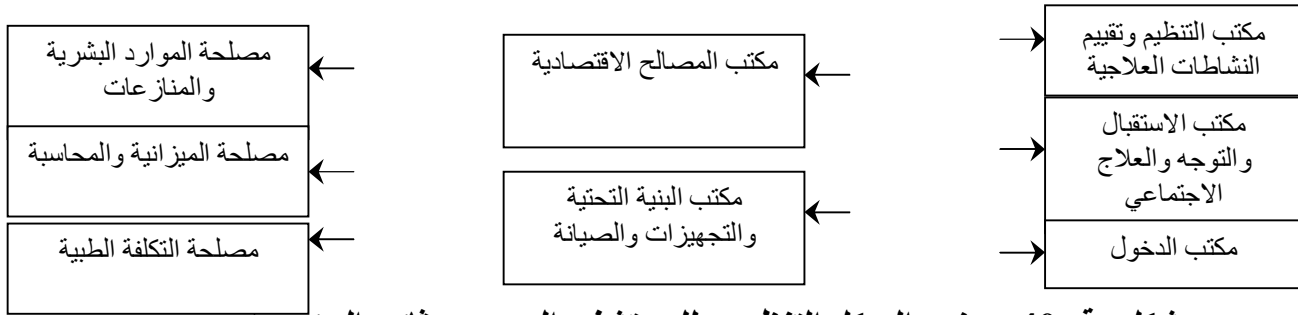 مكتب التنظيم وتقييم
النشاطات العلاجية
مكتب الاستقبال
والتوجه والعلاج
الاجتماعي
مكتب الدخول
مكتب المصالح الاقتصادية
مكتب البنية التحتية
والتجهيزات والصيانة
مصلحة الموارد البشرية
والمنازعات
مصلحة الميزانية والمحاسبة
مصلحة التكلفة الطبية